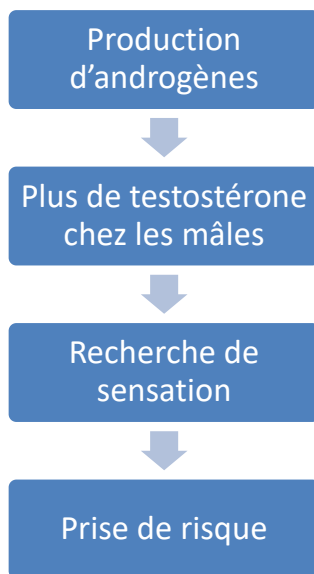 Production
d’androgènes
Plus de testostérone
chez les mâles
Recherche de
sensation
Prise de risque